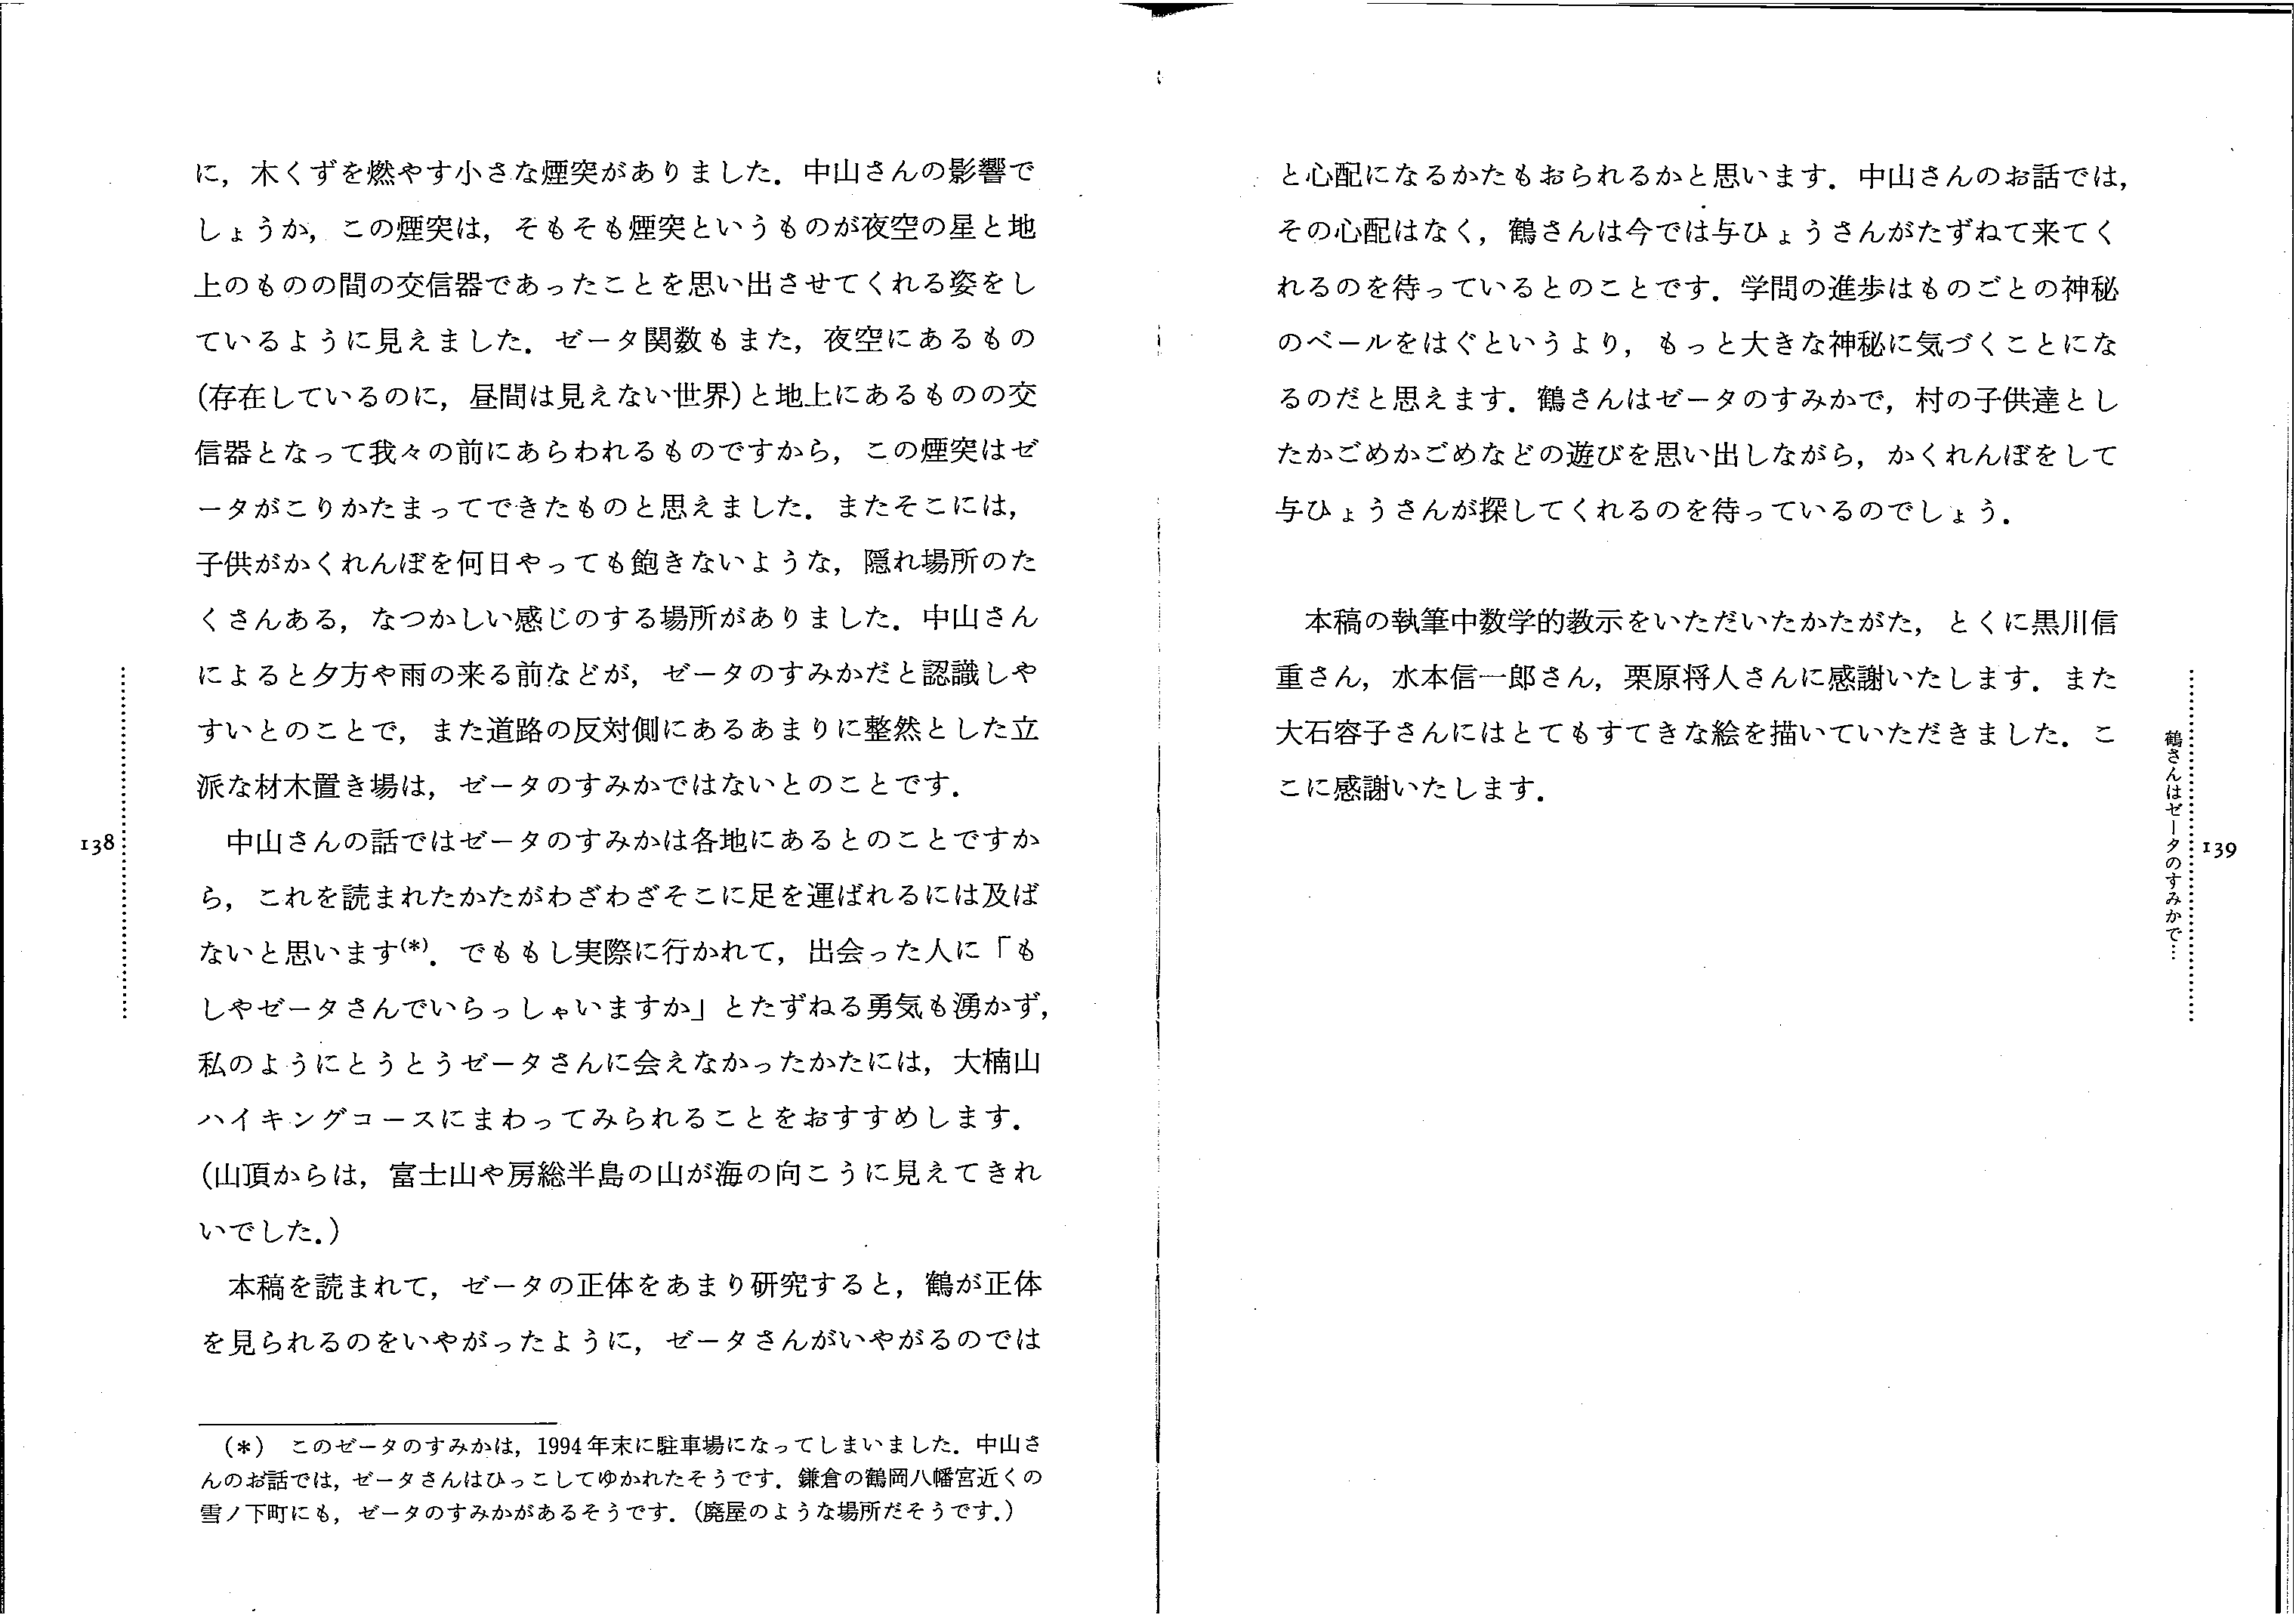 に，木くずを燃やす小さな煙突がありました．中山さんの影響で
しょうか，この煙突は，そもそも煙突というものが夜空の星と地
上のものの間の交信器であったことを思い出させてくれる姿をし
ているように見えました．ゼータ関数もまた，夜空にあるもの
(存在しているのに，昼間は見えない世界)と地上にあるものの交
信器となって我々の前にあらわれるものですから，この煙突はゼ
ータがこりかたまってできたものと思えました．またそこには，
子供がかくれんぼを何日やっても飽きないような，隠れ場所のた
くさんある，なつかしい感じのする場所がありました．中山さん
によると夕方や雨の来る前などが，ゼータのすみかだと認識しや
すいとのことで，また道路の反対側にあるあまりに整然とした立
派な材木置き場は，ゼータのすみかではないとのことです．
中山さんの話ではゼータのすみかは各地にあるとのことですか
ら，これを読まれたかたがわざわざそこに足を運ばれるには及ば
ないと思います(*)．でももし実際に行かれて，出会った人に「も
しやゼータさんでいらっしゃいますか」とたずねる勇気も湧かず，
私のようにとうとうゼータさんに会えなかったかたには，大楠山
ハイキングコースにまわってみられることをおすすめします．
(山頂からは，富士山や房総半島の山が海の向こうに見えてきれ
いでした．)
本稿を読まれて，ゼータの正体をあまり研究すると，鶴が正体
を見られるのをいやがったように，ゼータさんがいやがるのでは
(*) このゼータのすみかは，1994年末に駐車場になってしまいました．中山さ
んのお話では，ゼータさんはひっこしてゆかれたそうです．鎌倉の鶴岡八幡宮近くの
雪ノ下町にも，ゼータのすみかがあるそうです．(廃屋のような場所だそうです．)
138
と心配になるかたもおられるかと思います．中山さんのお話では，
その心配はなく，鶴さんは今では与ひょうさんがたずねて来てく
れるのを待っているとのことです．学問の進歩はものごとの神秘
のベールをはぐというより，もっと大きな神秘に気づくことにな
るのだと思えます．鶴さんはゼータのすみかで，村の子供達とし
たかごめかごめなどの遊びを思い出しながら，かくれんぼをして
与ひょうさんが探してくれるのを待っているのでしょう．
本稿の執筆中数学的教示をいただいたかたがた，とくに黒川信
重さん，水本信一郎さん，栗原将人さんに感謝いたします．また
大石容子さんにはとてもすてきな絵を描いていただきました．こ
こに感謝いたします．
鶴さんはゼータのすみかで…
139